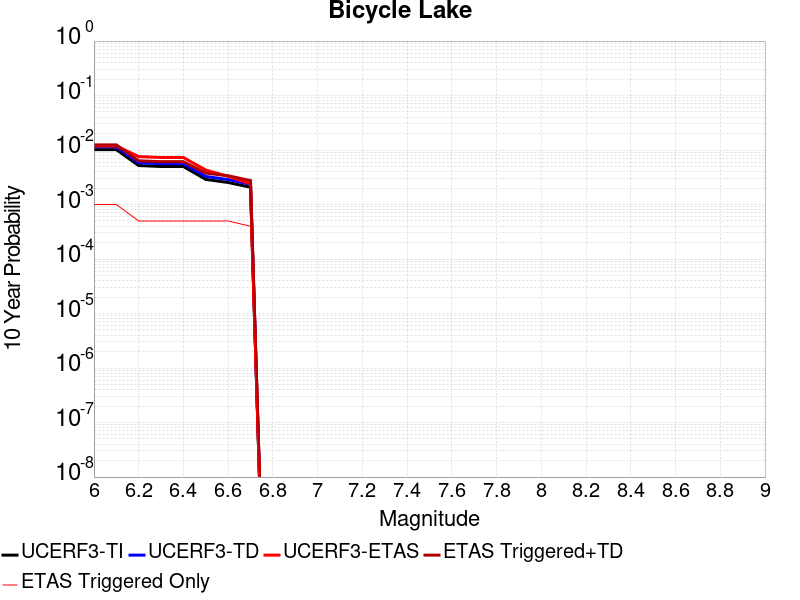 Bicycle Lake
10 Year Probability
10^0
10^-1
10^-2
10^-3
10^-4
10^-5
10^-6
10^-7
10^-8
6 6.2 6.4 6.6 6.8 7 7.2 7.4 7.6 7.8 8 8.2 8.4 8.6 8.8 9
Magnitude
UCERF3-TI UCERF3-TD UCERF3-ETAS ETAS Triggered+TD
ETAS Triggered Only